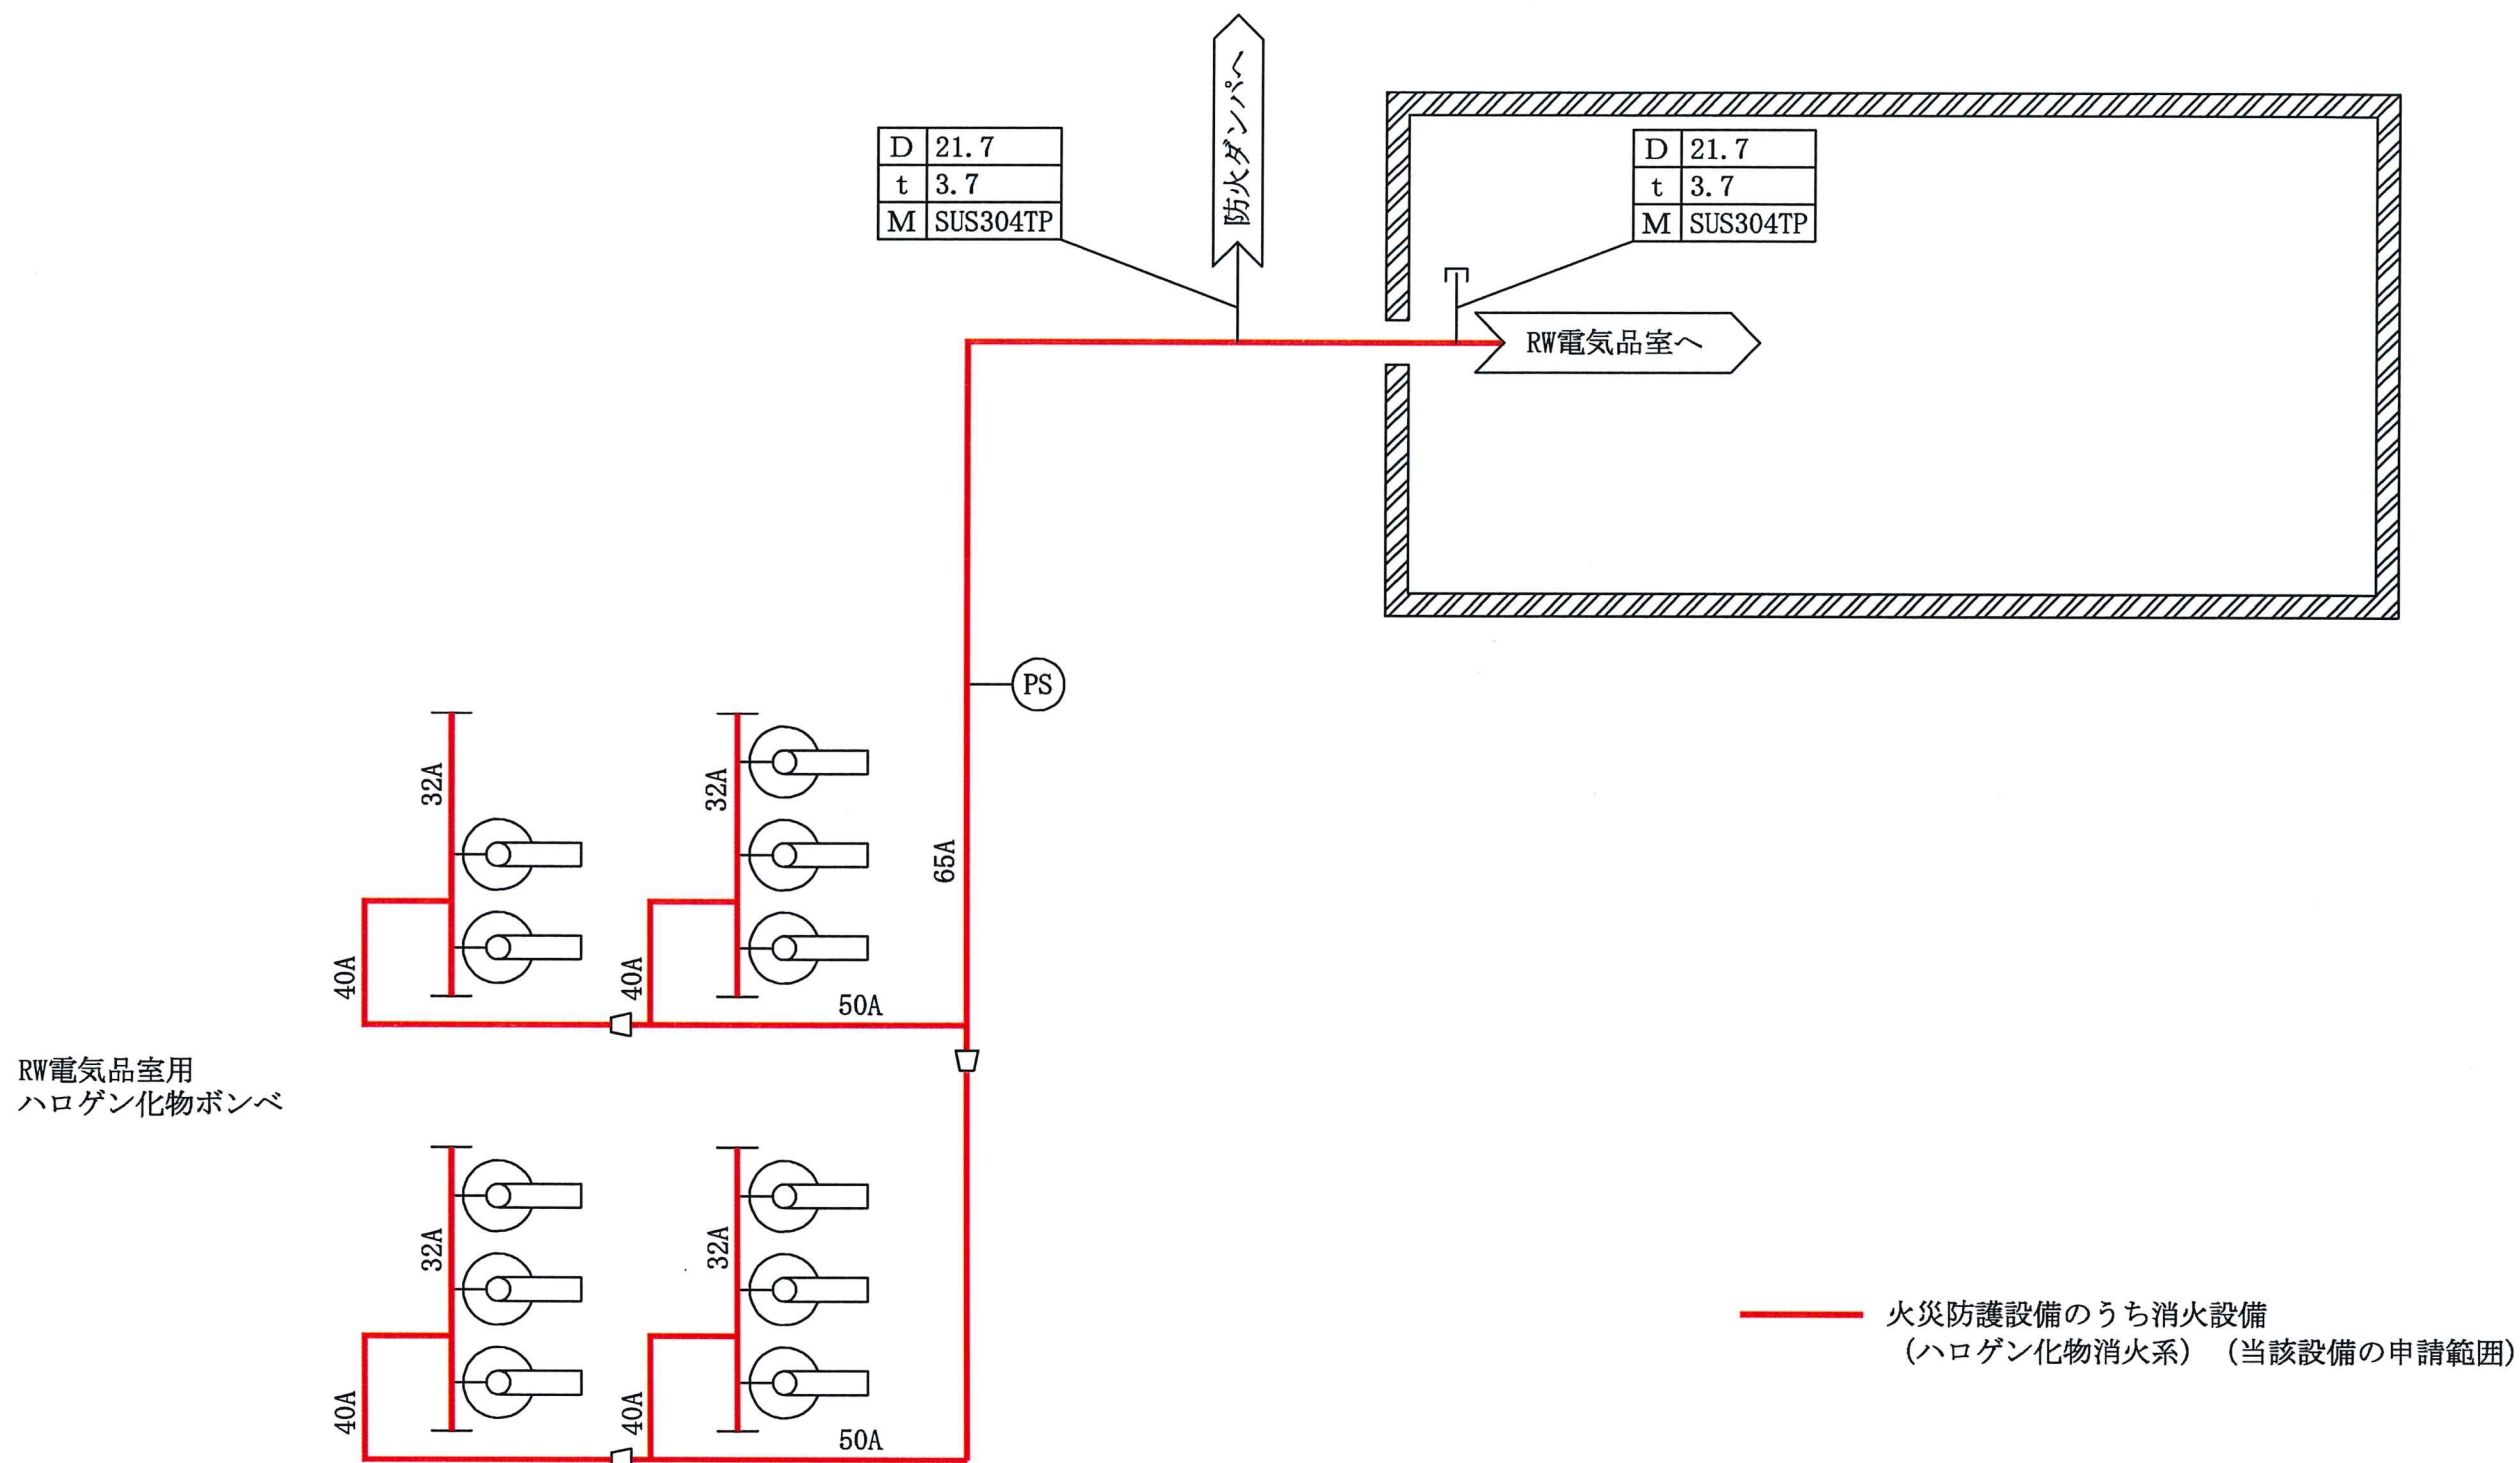 防火ダンパへ
D 21.7
t 3.7
M SUS304TP
D 21.7
t 3.7
M SUS304TP
RW電気品室へ
PS
32A
32A
65A
40A
40A
50A
RW電気品室用
ハロゲン化物ボンベ
32A
32A
40A
40A
50A
火災防護設備のうち消火設備
（ハロゲン化物消火系）（当該設備の申請範囲）